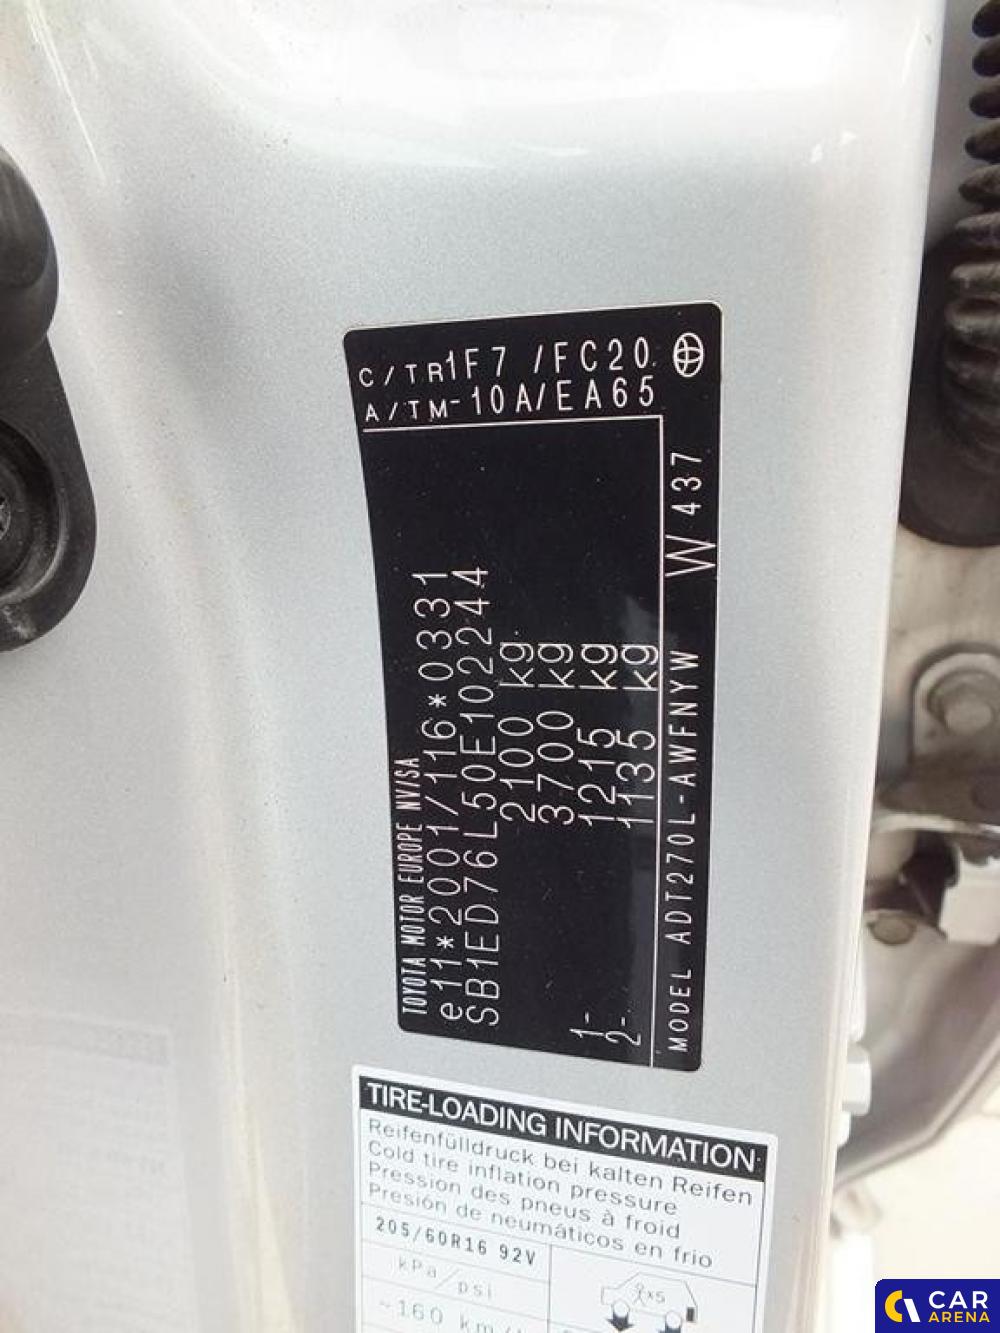 C/TR1F7 /FC20
A/TM-10A/EA65
TOYOTA MOTOR EUROPE NV/SA
e11*2001/116*0331
SB1ED76L50E102244
2100 kg
3700 kg
1- 1215 kg
2- 1135 kg
MODEL ADT270L-AWFNYW W 437
TIRE-LOADING INFORMATION
Reifenfülldruck bei kalten Reifen
Cold tire inflation pressure
Pression des pneus à froid
Presión de neumáticos en frio
205/60R16 92V
kPa/psi
x5
~160 km/
CAR
ARENA